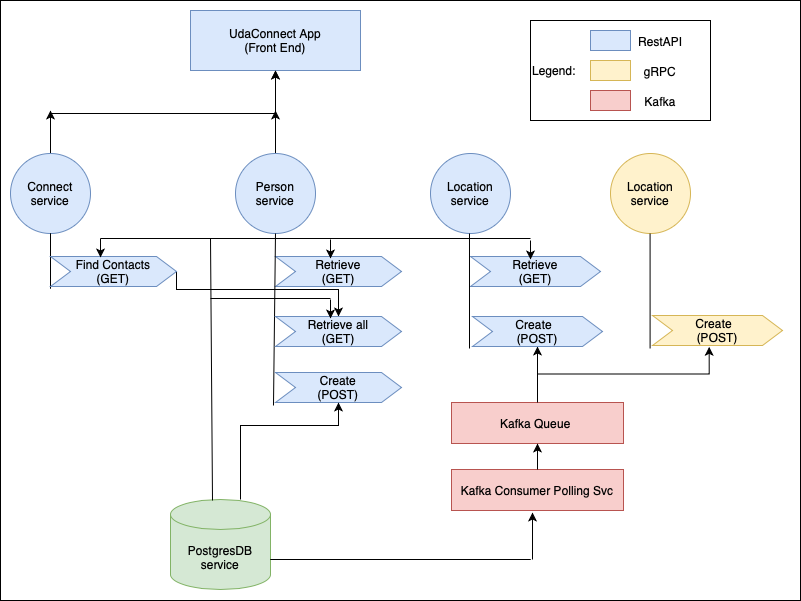 UdaConnect App
(Front End)
Legend:
RestAPI
gRPC
Kafka
Connect
service
Person
service
Location
service
Location
service
Find Contacts
(GET)
Retrieve
(GET)
Retrieve
(GET)
Retrieve all
(GET)
Create
(POST)
Create
(POST)
Create
(POST)
Kafka Queue
Kafka Consumer Polling Svc
PostgresDB
service